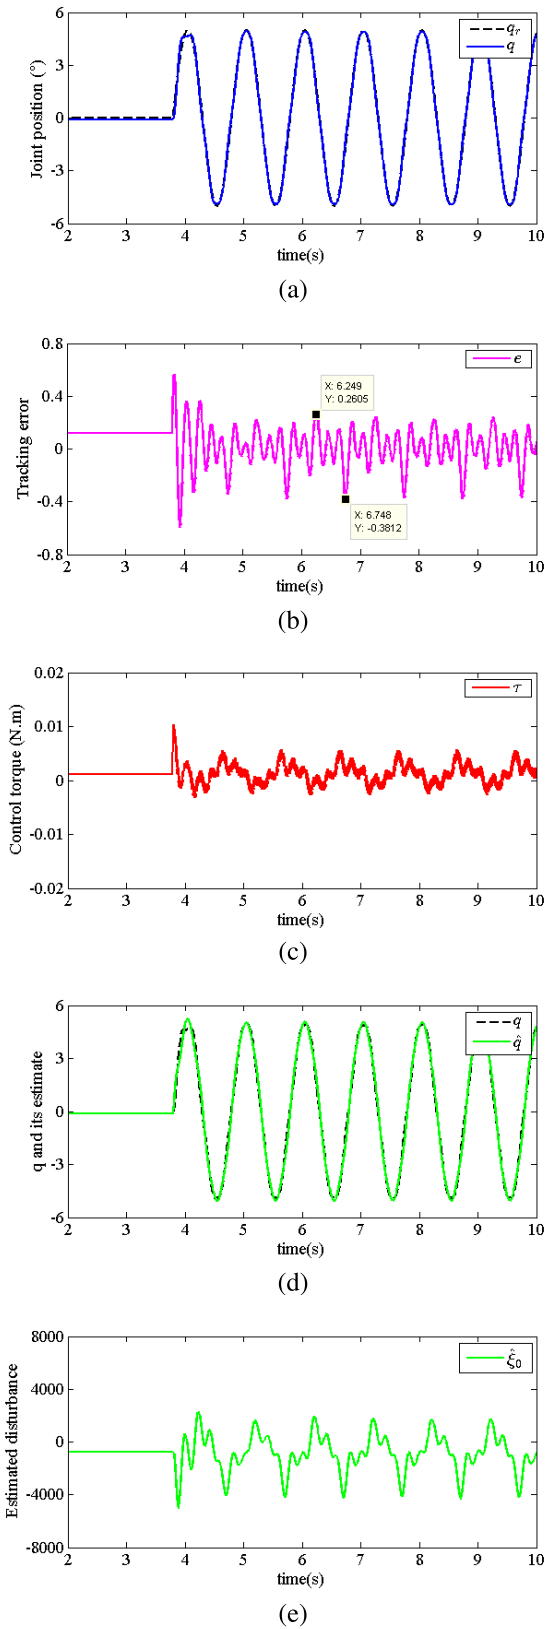 6
3
0
-3
-6
Joint position (°)
q_r
q
2 3 4 5 6 7 8 9 10
time(s)
(a)
0.8
0.4
0
-0.4
-0.8
Tracking error
e
X: 6.249
Y: 0.2605
X: 6.748
Y: -0.3812
2 3 4 5 6 7 8 9 10
time(s)
(b)
0.02
0.01
0
-0.01
-0.02
Control torque (N.m)
τ
2 3 4 5 6 7 8 9 10
time(s)
(c)
6
3
0
-3
-6
q and its estimate
q
q̂
2 3 4 5 6 7 8 9 10
time(s)
(d)
8000
4000
0
-4000
-8000
Estimated disturbance
ξ̂₀
2 3 4 5 6 7 8 9 10
time(s)
(e)